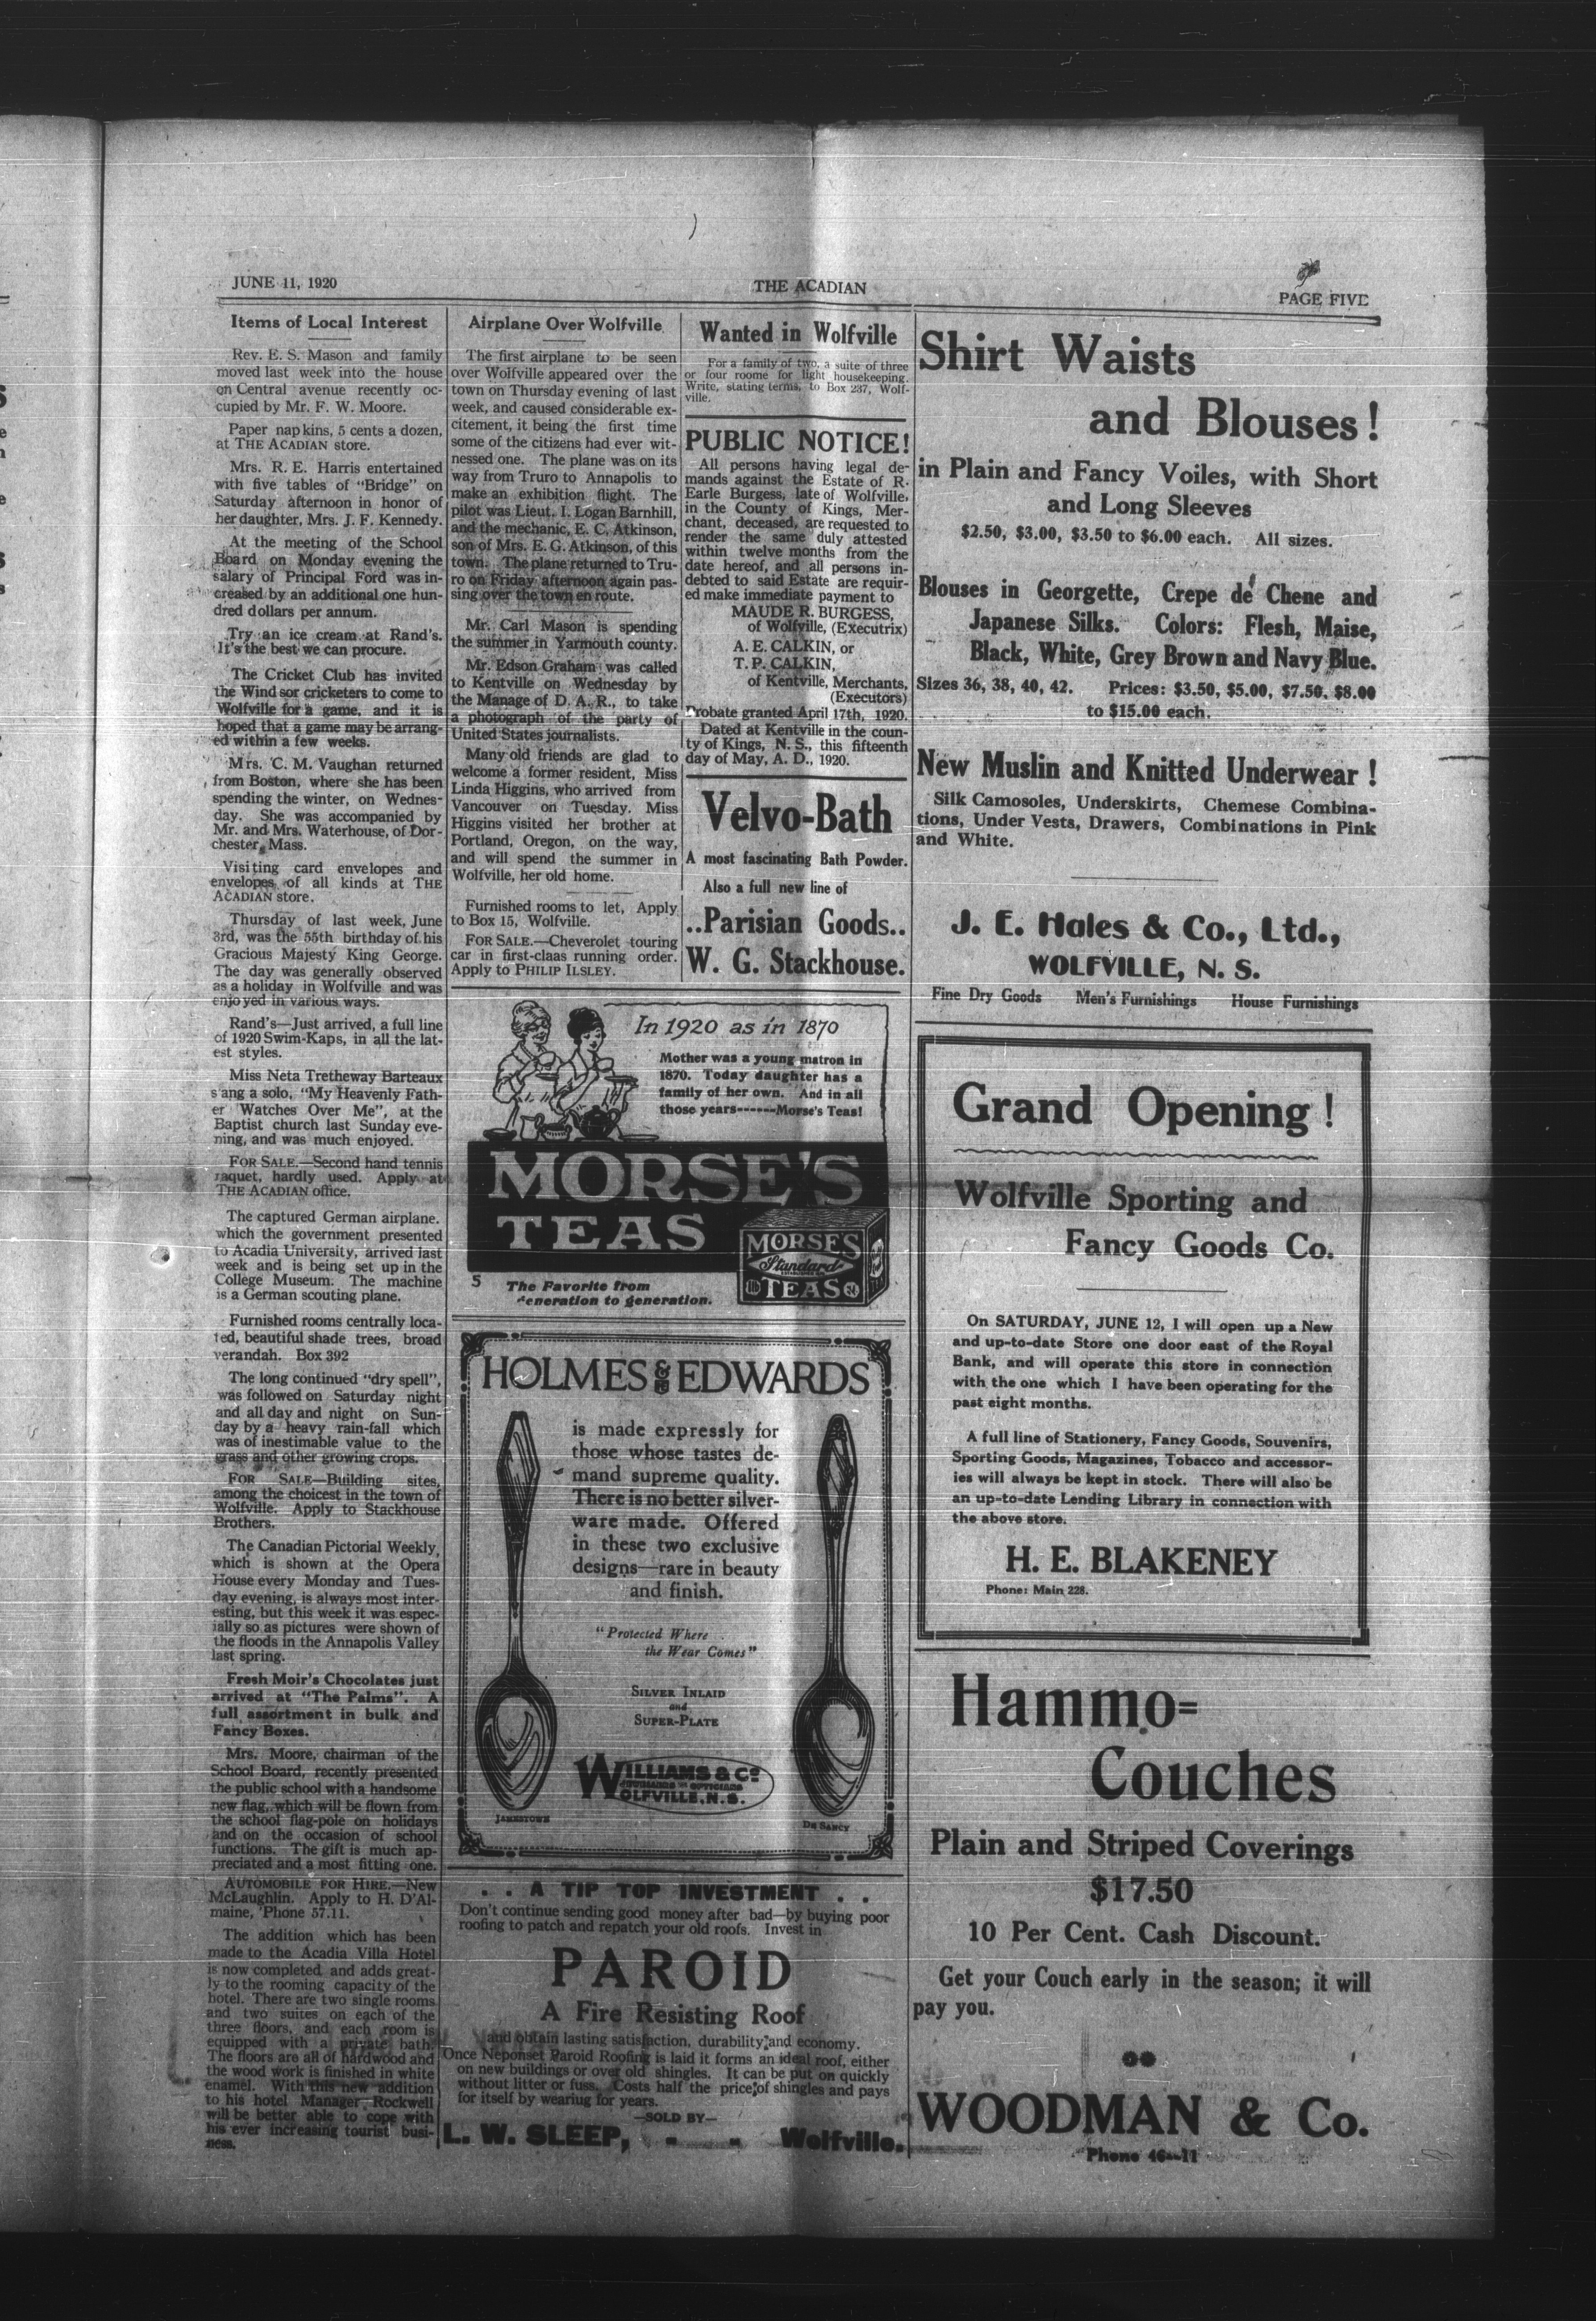 JUNE 11, 1920
THE ACADIAN
PAGE FIVE
Items of Local Interest
Rev. E. S. Mason and family
moved last week into the house
on Central avenue recently oc-
cupied by Mr. F. W. Moore.
Paper napkins, 5 cents a dozen,
at THE ACADIAN store.
Mrs. R. E. Harris entertained
with five tables of "Bridge" on
Saturday afternoon in honor of
her daughter, Mrs. J. F. Kennedy.
At the meeting of the School
Board on Monday evening the
salary of Principal Ford was in-
creased by an additional one hun-
dred dollars per annum.
Try an ice cream at Rand's.
It's the best we can procure.
The Cricket Club has invited
the Windsor cricketers to come to
Wolfville for a game, and it is
hoped that a game may be arrang-
ed within a few weeks.
Mrs. C. M. Vaughan returned
from Boston, where she has been
spending the winter, on Wednes-
day. She was accompanied by
Mr. and Mrs. Waterhouse, of Dor-
chester, Mass.
Visiting card envelopes and
envelopes of all kinds at THE
ACADIAN store.
Thursday of last week, June
3rd, was the 55th birthday of his
Gracious Majesty King George.
The day was generally observed
as a holiday in Wolfville and was
enjoyed in various ways.
Rand's—Just arrived, a full line
of 1920 Swim-Kaps, in all the lat-
est styles.
Miss Neta Tretheway Barteaux
sang a solo, "My Heavenly Fath-
er Watches Over Me", at the
Baptist church last Sunday eve-
ning, and was much enjoyed.
FOR SALE.—Second hand tennis
raquet, hardly used. Apply at
THE ACADIAN office.
The captured German airplane.
which the government presented
to Acadia University, arrived last
week and is being set up in the
College Museum. The machine
is a German scouting plane.
Furnished rooms centrally loca-
ted, beautiful shade trees, broad
verandah. Box 392
The long continued "dry spell",
was followed on Saturday night
and all day and night on Sun-
day by a heavy rain-fall which
was of inestimable value to the
grass and other growing crops.
FOR SALE—Building sites,
among the choicest in the town of
Wolfville. Apply to Stackhouse
Brothers.
The Canadian Pictorial Weekly,
which is shown at the Opera
House every Monday and Tues-
day evening, is always most inter-
esting, but this week it was espec-
ially so as pictures were shown of
the floods in the Annapolis Valley
last spring.
Fresh Moir's Chocolates just
arrived at "The Palms". A
full assortment in bulk and
Fancy Boxes.
Mrs. Moore, chairman of the
School Board, recently presented
the public school with a handsome
new flag, which will be flown from
the school flag-pole on holidays
and on the occasion of school
functions. The gift is much ap-
preciated and a most fitting one.
AUTOMOBILE FOR HIRE.—New
McLaughlin. Apply to H. D'Al-
maine, 'Phone 57.11.
The addition which has been
made to the Acadia Villa Hotel
is now completed and adds great-
ly to the rooming capacity of the
hotel. There are two single rooms
and two suites on each of the
three floors, and each room is
equipped with a private bath.
The floors are all of hardwood and
the wood work is finished in white
enamel. With this new addition
to his hotel Manager Rockwell
will be better able to cope with
his ever increasing tourist busi-
ness.
Airplane Over Wolfville
The first airplane to be seen
over Wolfville appeared over the
town on Thursday evening of last
week, and caused considerable ex-
citement, it being the first time
some of the citizens had ever wit-
nessed one. The plane was on its
way from Truro to Annapolis to
make an exhibition flight. The
pilot was Lieut. I. Logan Barnhill,
and the mechanic, E. C. Atkinson,
son of Mrs. E. G. Atkinson, of this
town. The plane returned to Tru-
ro on Friday afternoon again pas-
sing over the town en route.
Mr. Carl Mason is spending
the summer in Yarmouth county.
Mr. Edson Graham was called
to Kentville on Wednesday by
the Manage of D. A. R., to take
a photograph of the party of
United States journalists.
Many old friends are glad to
welcome a former resident, Miss
Linda Higgins, who arrived from
Vancouver on Tuesday. Miss
Higgins visited her brother at
Portland, Oregon, on the way,
and will spend the summer in
Wolfville, her old home.
Furnished rooms to let, Apply
to Box 15, Wolfville.
FOR SALE.—Cheverolet touring
car in first-claas running order.
Apply to PHILIP ILSLEY.
Wanted in Wolfville
For a family of two, a suite of three
or four roome for light housekeeping.
Write, stating terms, to Box 237, Wolf-
ville.
PUBLIC NOTICE!
All persons having legal de-
mands against the Estate of R.
Earle Burgess, late of Wolfville,
in the County of Kings, Mer-
chant, deceased, are requested to
render the same duly attested
within twelve months from the
date hereof, and all persons in-
debted to said Estate are requir-
ed make immediate payment to
MAUDE R. BURGESS,
of Wolfville, (Executrix)
A. E. CALKIN, or
T. P. CALKIN,
of Kentville, Merchants,
(Executors)
Probate granted April 17th, 1920.
Dated at Kentville in the coun-
ty of Kings, N. S., this fifteenth
day of May, A. D., 1920.
Velvo-Bath
A most fascinating Bath Powder.
Also a full new line of
..Parisian Goods..
W. G. Stackhouse.
In 1920 as in 1870
Mother was a young matron in
1870. Today daughter has a
family of her own. And in all
those years------Morse's Teas!
MORSE'S
TEAS
MORSE'S
Standard
TEAS
5
The Favorite from
eneration to generation.
HOLMES & EDWARDS
is made expressly for
those whose tastes de-
mand supreme quality.
There is no better silver-
ware made. Offered
in these two exclusive
designs—rare in beauty
and finish.
"Protected Where
the Wear Comes"
SILVER INLAID
and
SUPER-PLATE
WILLIAMS & Co
JEWELERS AND OPTICIANS
WOLFVILLE, N.S.
JAMESTOWN
DE SANCY
. . A TIP TOP INVESTMENT . .
Don't continue sending good money after bad—by buying poor
roofing to patch and repatch your old roofs. Invest in
PAROID
A Fire Resisting Roof
and obtain lasting satisfaction, durability, and economy.
Once Neponset Paroid Roofing is laid it forms an ideal roof, either
on new buildings or over old shingles. It can be put on quickly
without litter or fuss. Costs half the price of shingles and pays
for itself by weariug for years.
—SOLD BY—
L. W. SLEEP, - - Wolfville.
Shirt Waists
and Blouses!
in Plain and Fancy Voiles, with Short
and Long Sleeves
$2.50, $3.00, $3.50 to $6.00 each. All sizes.
Blouses in Georgette, Crepe de Chene and
Japanese Silks. Colors: Flesh, Maise,
Black, White, Grey Brown and Navy Blue.
Sizes 36, 38, 40, 42. Prices: $3.50, $5.00, $7.50, $8.00
to $15.00 each.
New Muslin and Knitted Underwear!
Silk Camosoles, Underskirts, Chemese Combina-
tions, Under Vests, Drawers, Combinations in Pink
and White.
J. E. Hales & Co., Ltd.,
WOLFVILLE, N. S.
Fine Dry Goods Men's Furnishings House Furnishings
Grand Opening!
Wolfville Sporting and
Fancy Goods Co.
On SATURDAY, JUNE 12, I will open up a New
and up-to-date Store one door east of the Royal
Bank, and will operate this store in connection
with the one which I have been operating for the
past eight months.
A full line of Stationery, Fancy Goods, Souvenirs,
Sporting Goods, Magazines, Tobacco and accessor-
ies will always be kept in stock. There will also be
an up-to-date Lending Library in connection with
the above store.
H. E. BLAKENEY
Phone: Main 228.
Hammo=
Couches
Plain and Striped Coverings
$17.50
10 Per Cent. Cash Discount.
Get your Couch early in the season; it will
pay you.
WOODMAN & Co.
Phone 46--11